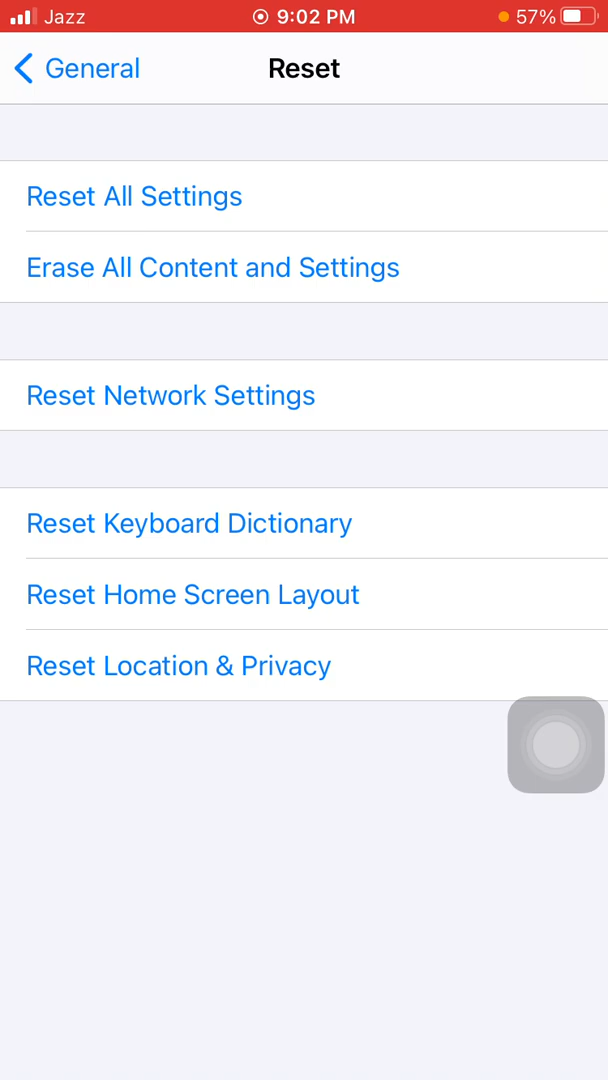 Jazz 9:02 PM 57%
General Reset
Reset All Settings
Erase All Content and Settings
Reset Network Settings
Reset Keyboard Dictionary
Reset Home Screen Layout
Reset Location & Privacy